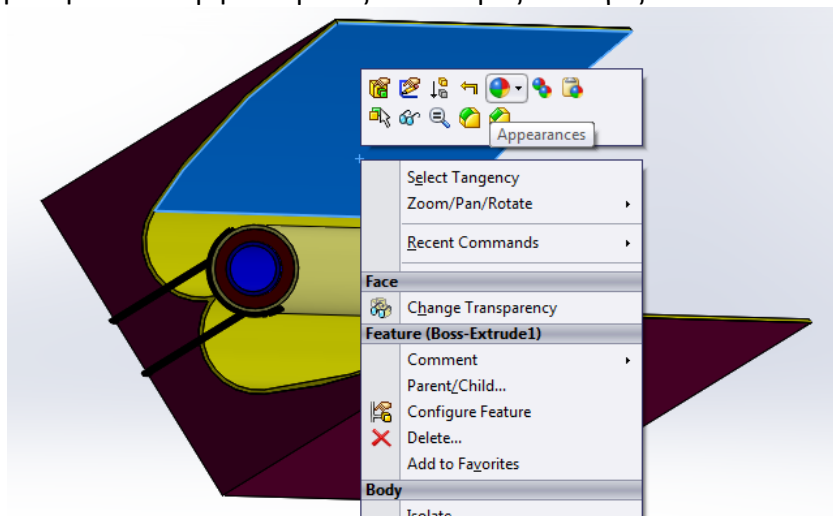 Appearances
Select Tangency
Zoom/Pan/Rotate
Recent Commands
Face
Change Transparency
Feature (Boss-Extrude1)
Comment
Parent/Child...
Configure Feature
Delete...
Add to Favorites
Body
Isolate